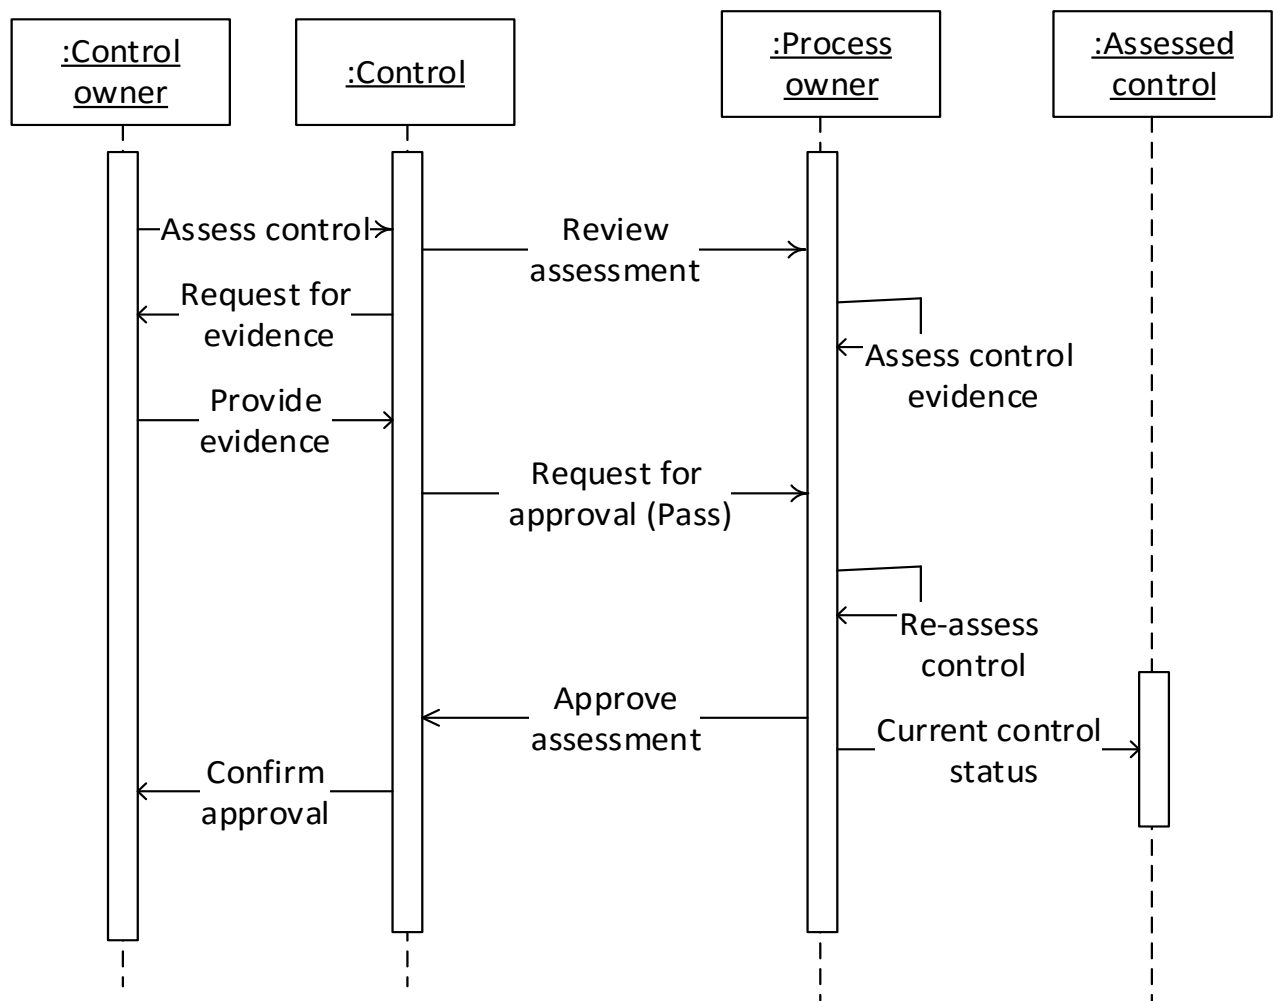 :Control
owner
:Control
:Process
owner
:Assessed
control
Assess control
Review
assessment
Request for
evidence
Assess control
evidence
Provide
evidence
Request for
approval (Pass)
Re-assess
control
Approve
assessment
Current control
status
Confirm
approval